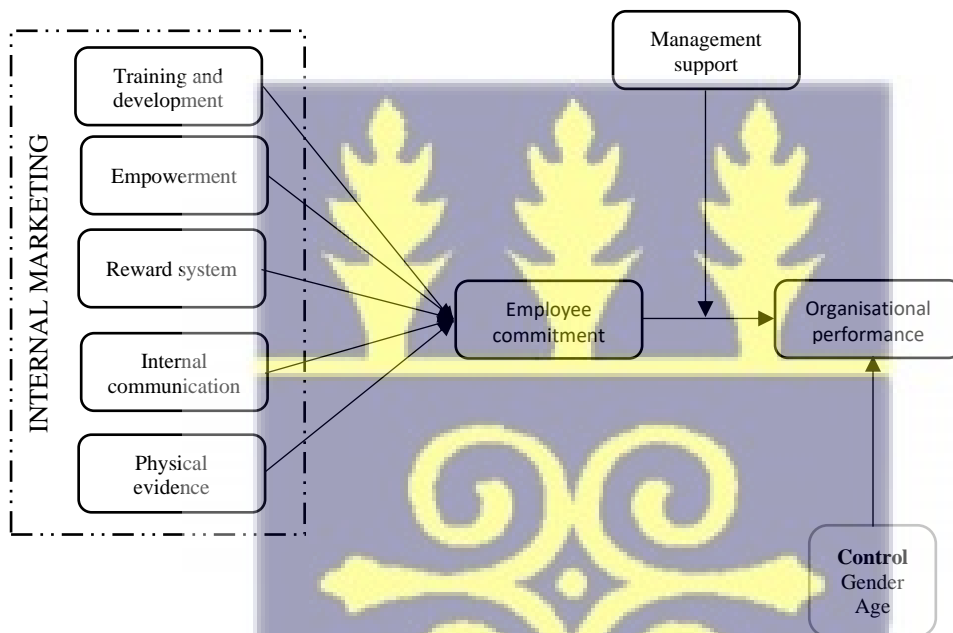 INTERNAL MARKETING
Training and
development
Empowerment
Reward system
Internal
communication
Physical
evidence
Employee
commitment
Management
support
Organisational
performance
Control
Gender
Age